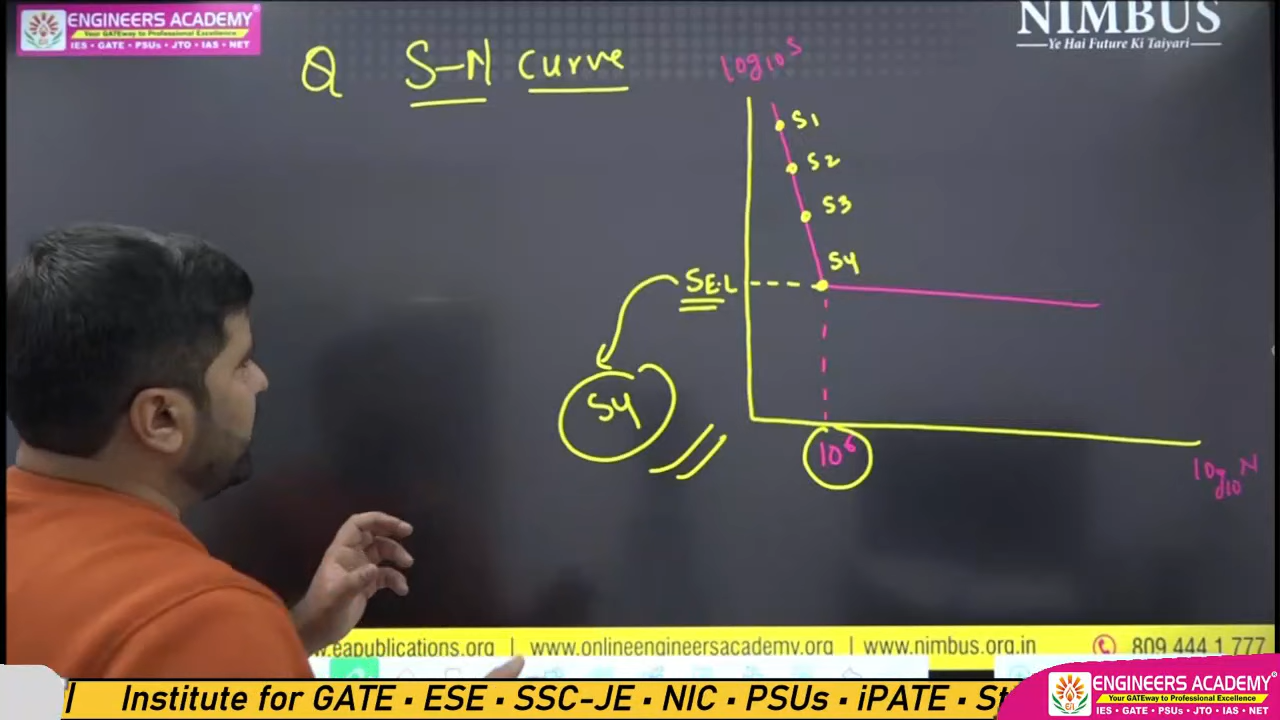 ENGINEERS ACADEMY
Your GATEway to Professional Excellence
IES • GATE • PSUs • JTO • IAS • NET
NIMBUS
Ye Hai Future Ki Taiyari
Q S-N Curve
log10 S
S1
S2
S3
S4
SE.L
S4
10⁶
log10 N
eapublications.org | www.onlineengineersacademy.org | www.nimbus.org.in 809 444 1 777
Institute for GATE • ESE • SSC-JE • NIC • PSUs • iPATE • St
ENGINEERS ACADEMY
Your GATEway to Professional Excellence
IES • GATE • PSUs • JTO • IAS • NET